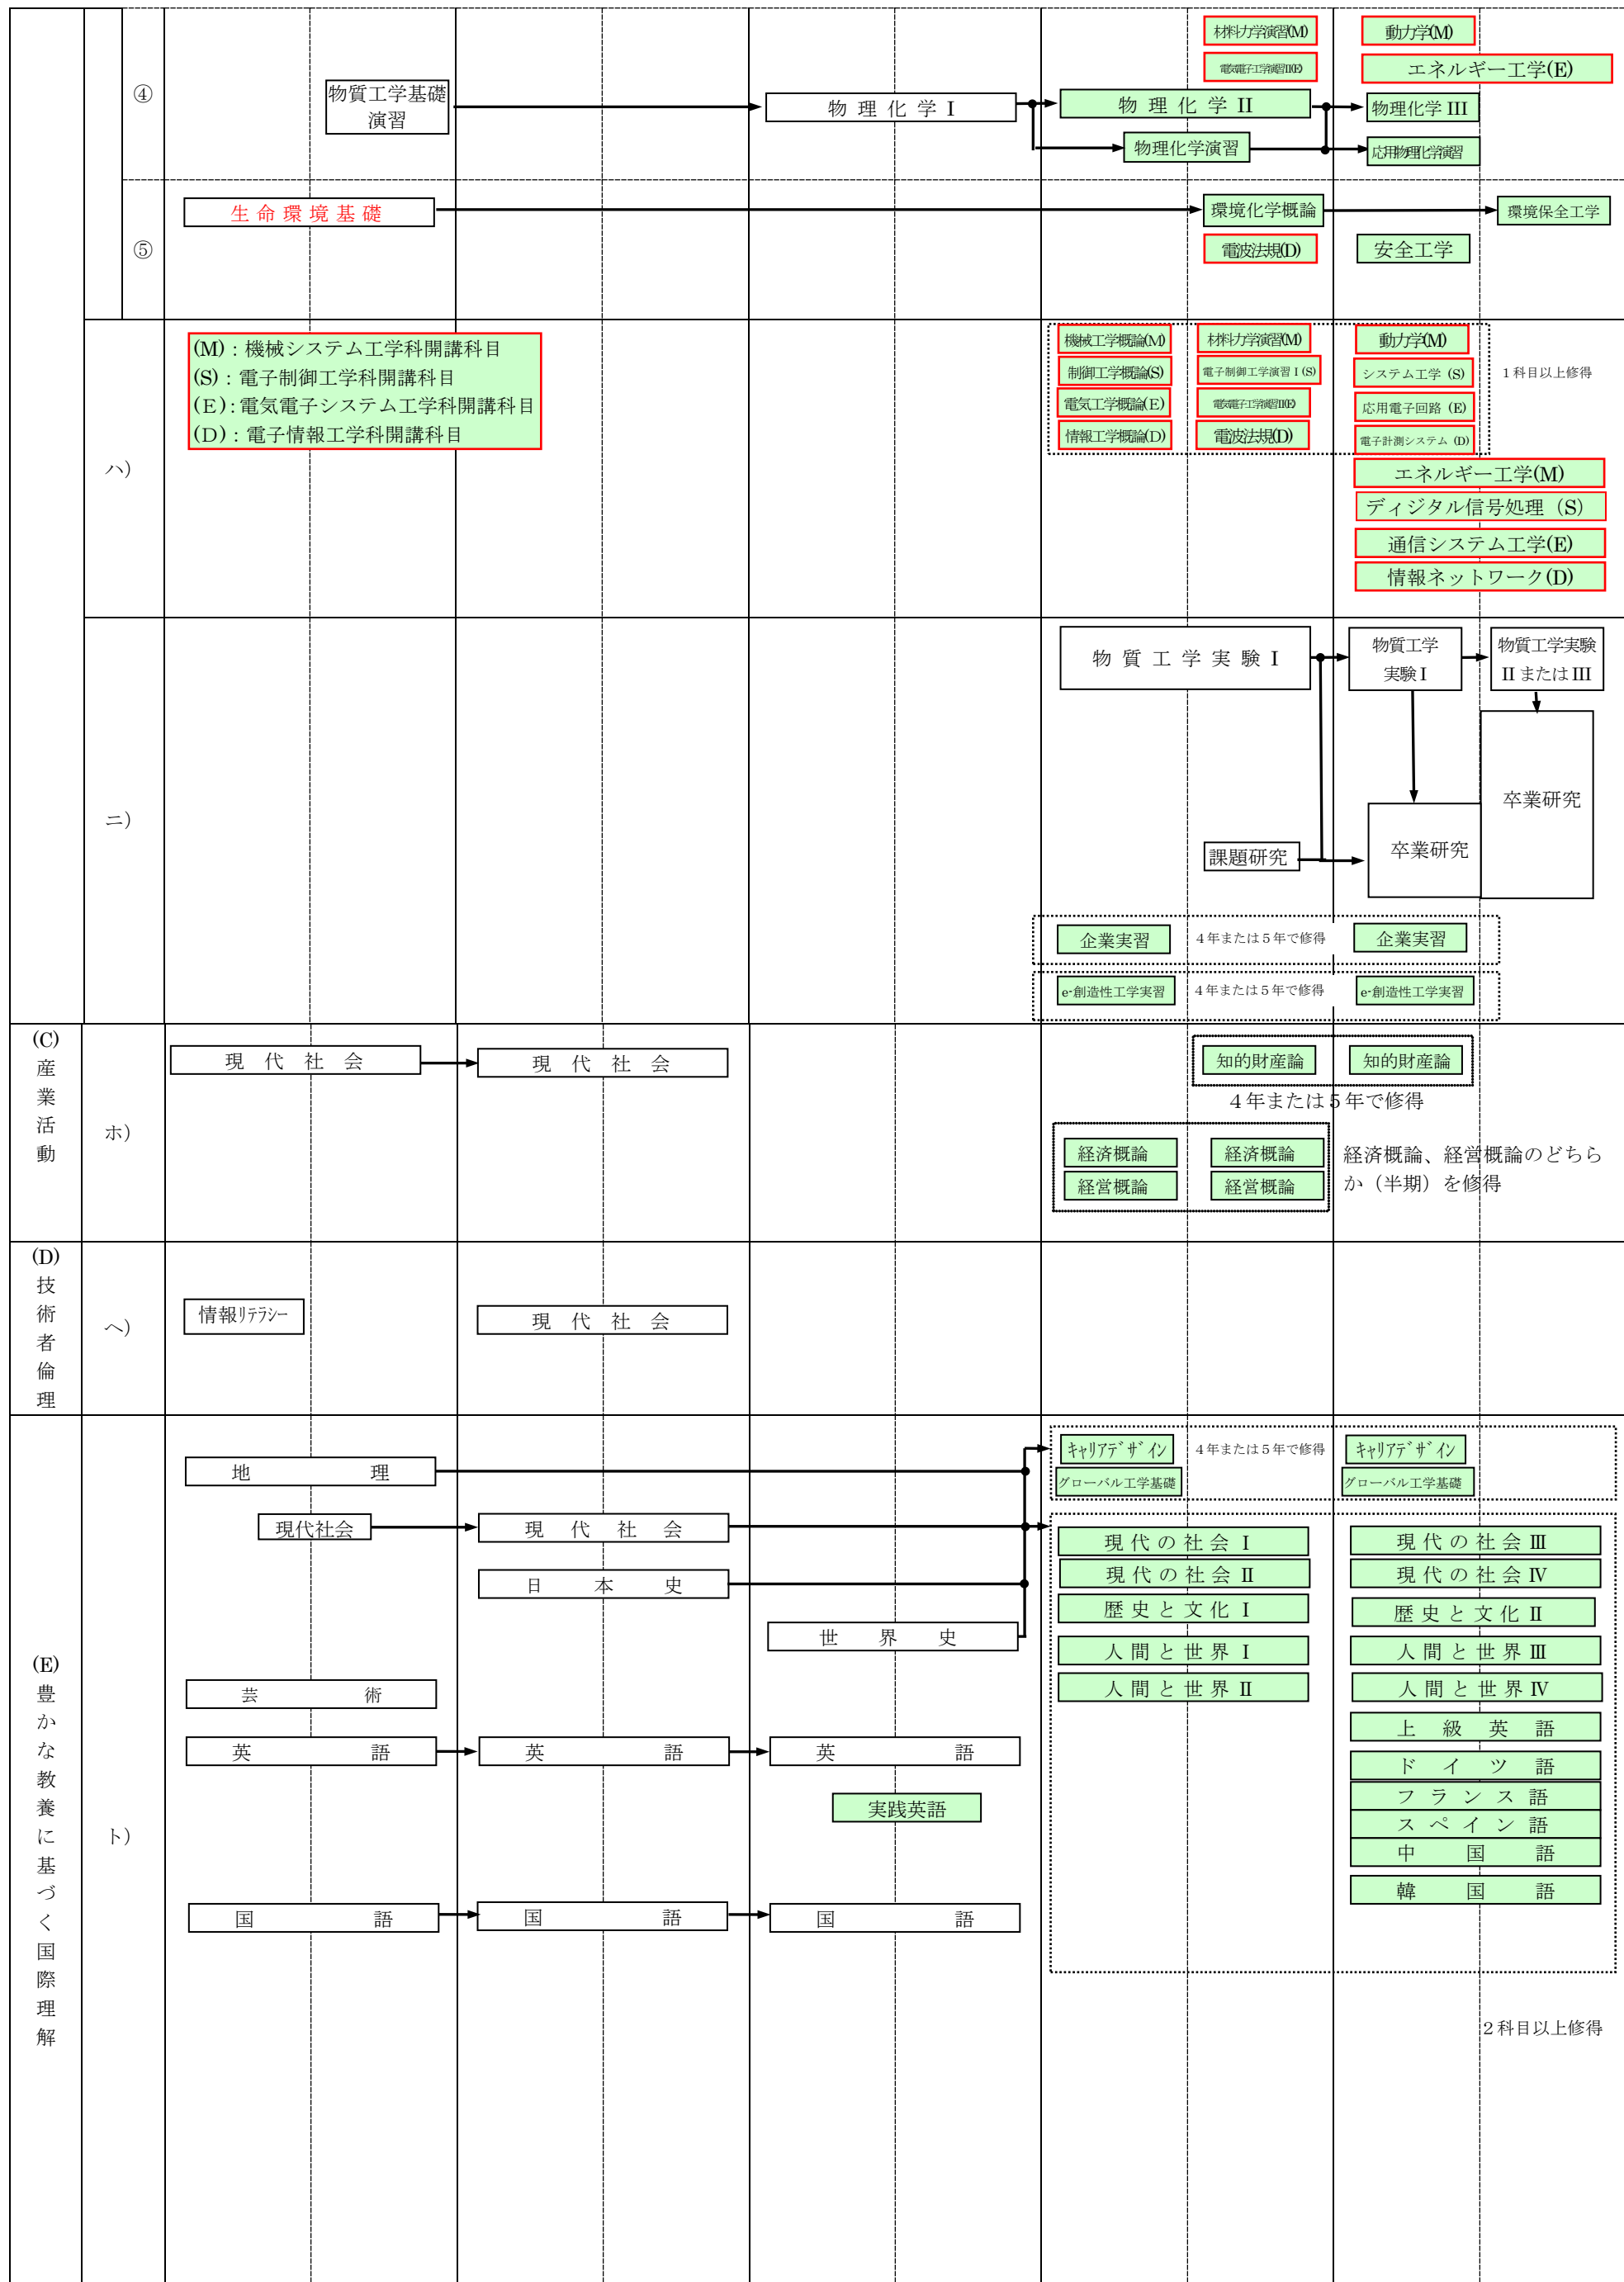 ④
物質工学基礎
演習
物 理 化 学 I
物 理 化 学 II
物理化学演習
材料力学演習(M)
電気電子工学演習II(E)
動力学(M)
エネルギー工学(E)
物理化学 III
応用物理化学演習
⑤
生 命 環 境 基 礎
環境化学概論
環境保全工学
電波法規(D)
安全工学
ハ）
(M)：機械システム工学科開講科目
(S)：電子制御工学科開講科目
(E)：電気電子システム工学科開講科目
(D)：電子情報工学科開講科目
機械工学概論(M)
材料力学演習(M)
動力学(M)
制御工学概論(S)
電子制御工学演習 I (S)
システム工学 (S)
1 科目以上修得
電気工学概論(E)
電気電子工学演習II(E)
応用電子回路 (E)
情報工学概論(D)
電波法規(D)
電子計測システム (D)
エネルギー工学(M)
ディジタル信号処理（S）
通信システム工学(E)
情報ネットワーク(D)
ニ）
物 質 工 学 実 験 I
物質工学
実験 I
物質工学実験
II または III
課題研究
卒業研究
卒業研究
企業実習
4 年または 5 年で修得
企業実習
e-創造性工学実習
4 年または 5 年で修得
e-創造性工学実習
(C)
産
業
活
動
ホ）
現 代 社 会
現 代 社 会
知的財産論
知的財産論
4 年または 5 年で修得
経済概論
経済概論
経営概論
経営概論
経済概論、経営概論のどちら
か（半期）を修得
(D)
技
術
者
倫
理
ヘ）
情報リテラシー
現 代 社 会
(E)
豊
か
な
教
養
に
基
づ
く
国
際
理
解
ト）
地 理
現代社会
現 代 社 会
日 本 史
世 界 史
芸 術
英 語
英 語
英 語
実践英語
国 語
国 語
国 語
キャリアデザイン
4 年または 5 年で修得
キャリアデザイン
グローバル工学基礎
グローバル工学基礎
現 代 の 社 会 I
現 代 の 社 会 III
現 代 の 社 会 II
現 代 の 社 会 IV
歴 史 と 文 化 I
歴 史 と 文 化 II
人 間 と 世 界 I
人 間 と 世 界 III
人 間 と 世 界 II
人 間 と 世 界 IV
上 級 英 語
ド イ ツ 語
フ ラ ン ス 語
ス ペ イ ン 語
中 国 語
韓 国 語
2 科目以上修得